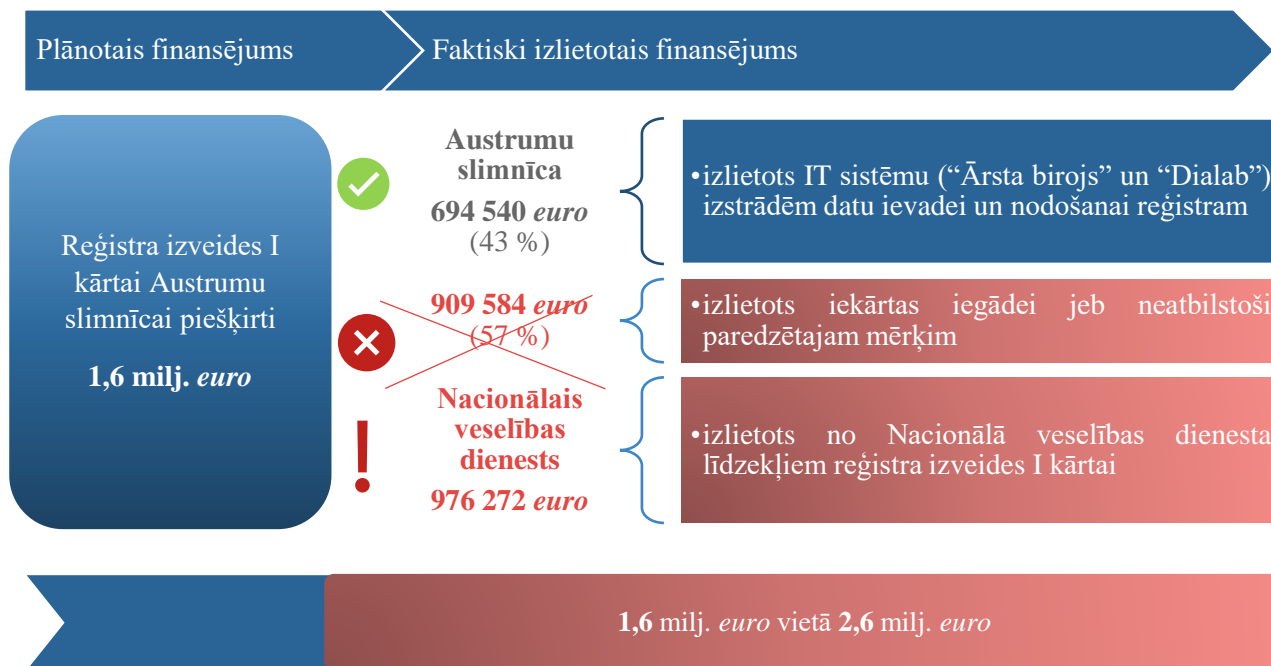 Plānotais finansējums
Faktiski izlietotais finansējums
Reģistra izveides I
kārtai Austrumu
slimnīcai piešķirti
1,6 milj. euro
Austrumu
slimnīca
694 540 euro
(43 %)
•izlietots IT sistēmu (“Ārsta birojs” un “Dialab”)
izstrādēm datu ievadei un nodošanai reģistram
909 584 euro
(57 %)
•izlietots iekārtas iegādei jeb neatbilstoši
paredzētajam mērķim
Nacionālais
veselības
dienests
976 272 euro
•izlietots no Nacionālā veselības dienesta
līdzekļiem reģistra izveides I kārtai
1,6 milj. euro vietā 2,6 milj. euro